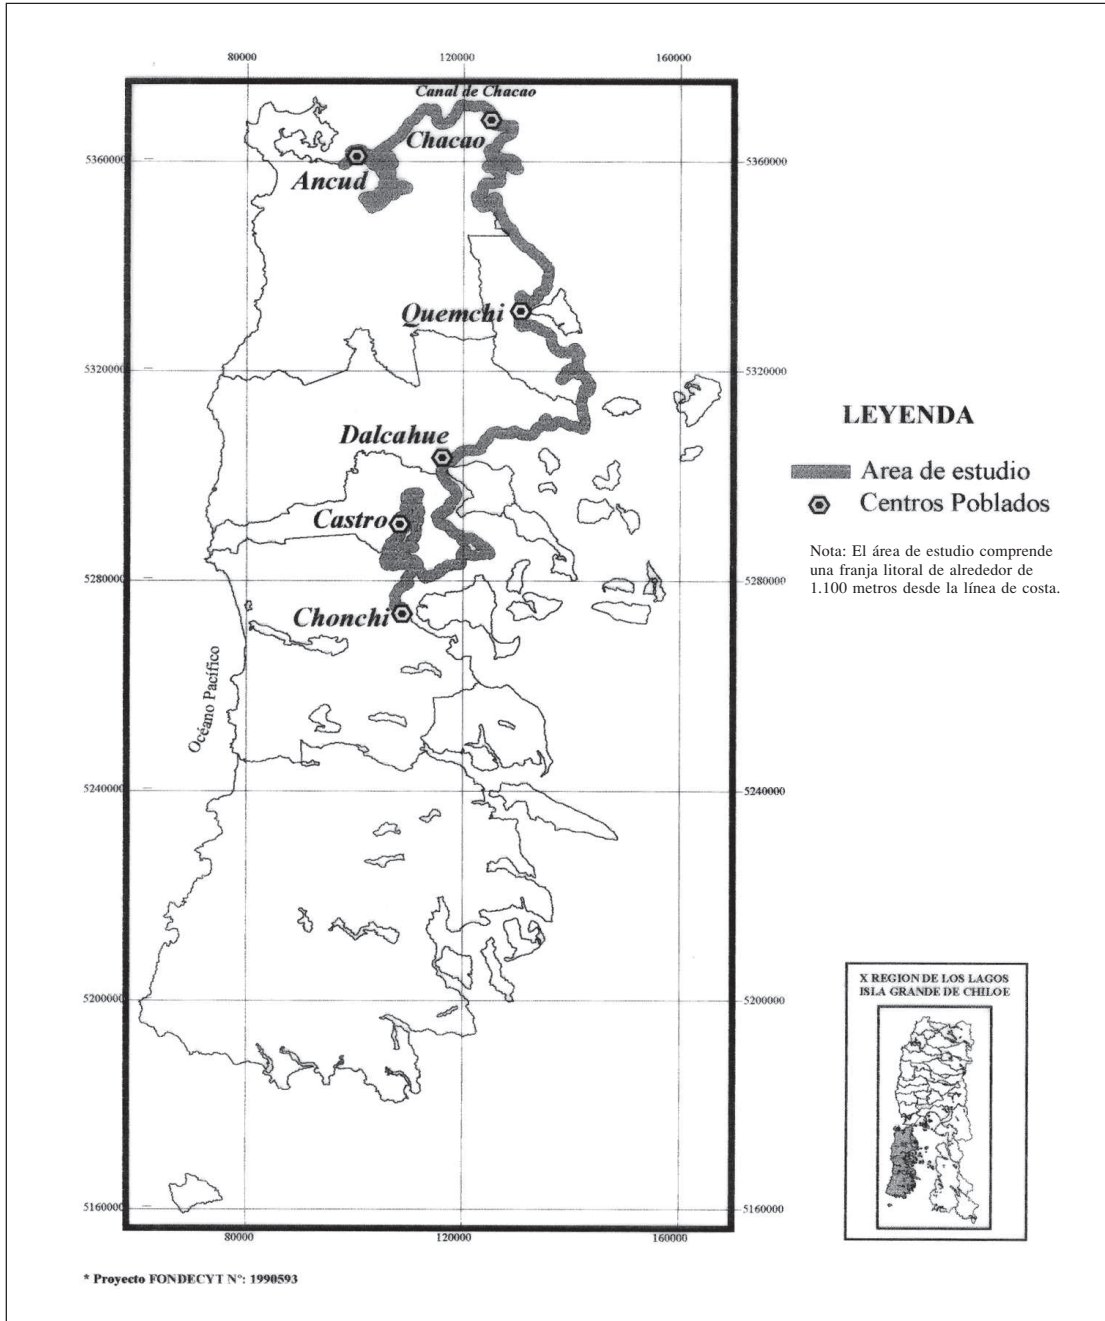 80000
120000
160000
Canal de Chacao
Chacao
5360000
5360000
Ancud
Quemchi
5320000
5320000
LEYENDA
Dalcahue
Area de estudio
Castro
Centros Poblados
Nota: El área de estudio comprende
una franja litoral de alrededor de
1.100 metros desde la línea de costa.
5280000
5280000
Chonchi
Océano Pacífico
5240000
5240000
X REGION DE LOS LAGOS
ISLA GRANDE DE CHILOE
5200000
5200000
5160000
5160000
80000
120000
160000
* Proyecto FONDECYT Nº: 1990593